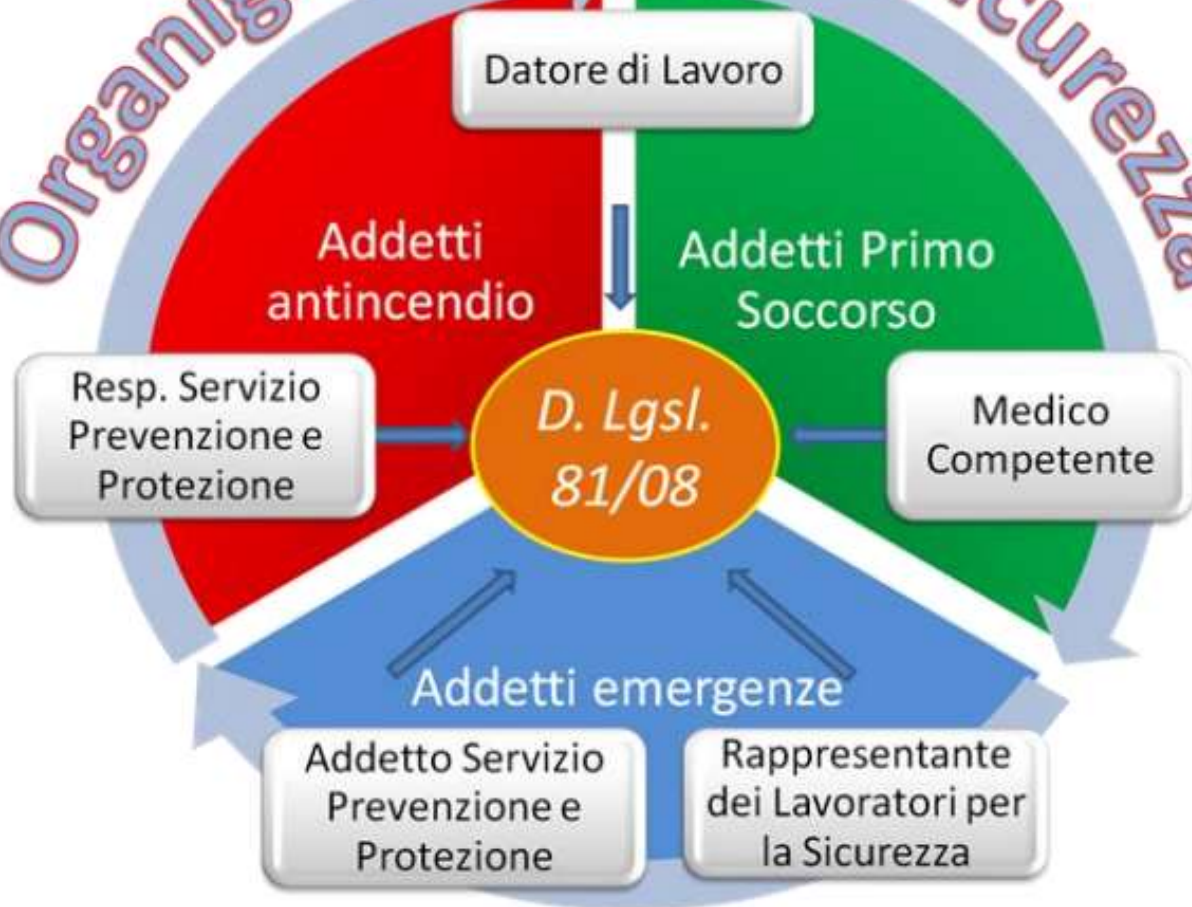 Datore di Lavoro
Addetti
antincendio
Addetti Primo
Soccorso
Resp. Servizio
Prevenzione e
Protezione
D. Lgsl.
81/08
Medico
Competente
Addetti emergenze
Addetto Servizio
Prevenzione e
Protezione
Rappresentante
dei Lavoratori per
la Sicurezza